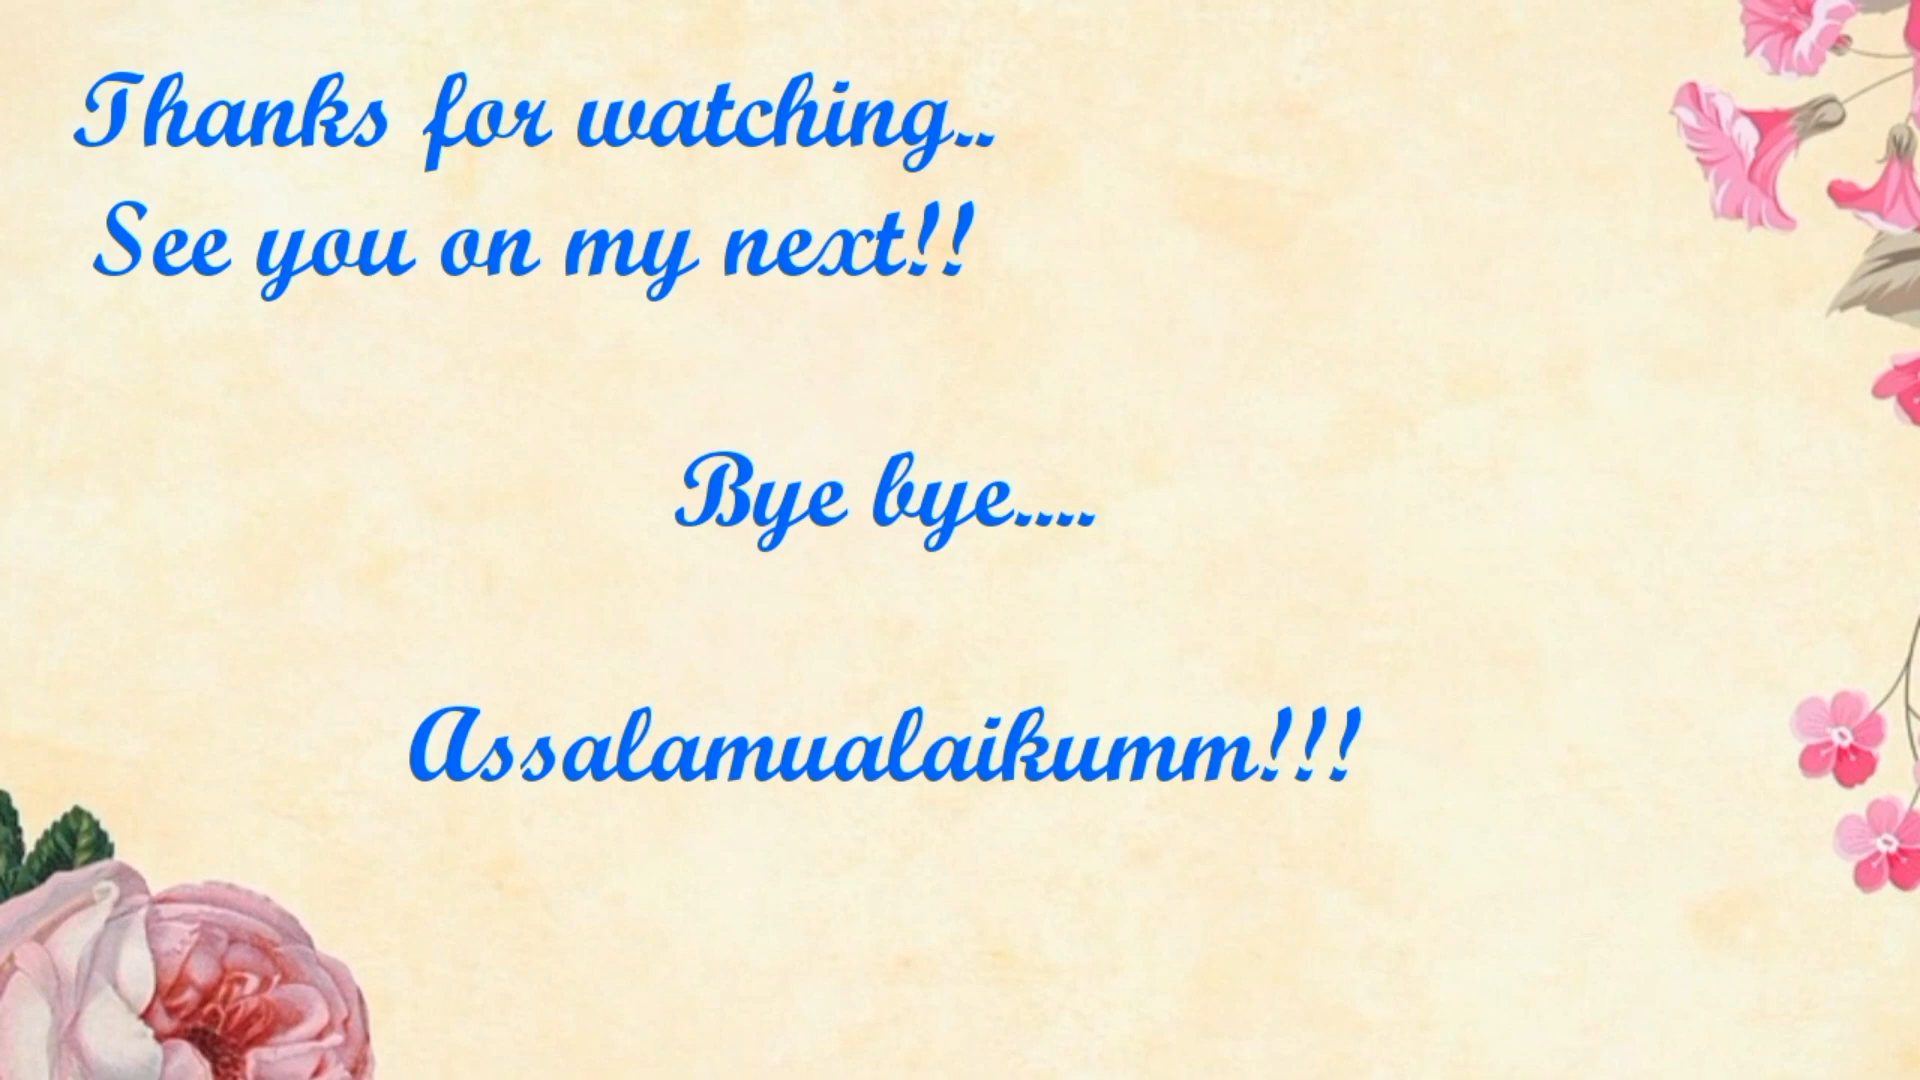 Thanks for watching..
See you on my next!!
Bye bye....
Assalamualaikumm!!!